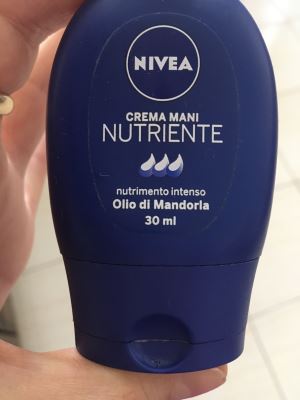 NIVEA
CREMA MANI
NUTRIENTE
nutrimento intenso
Olio di Mandorla
30 ml